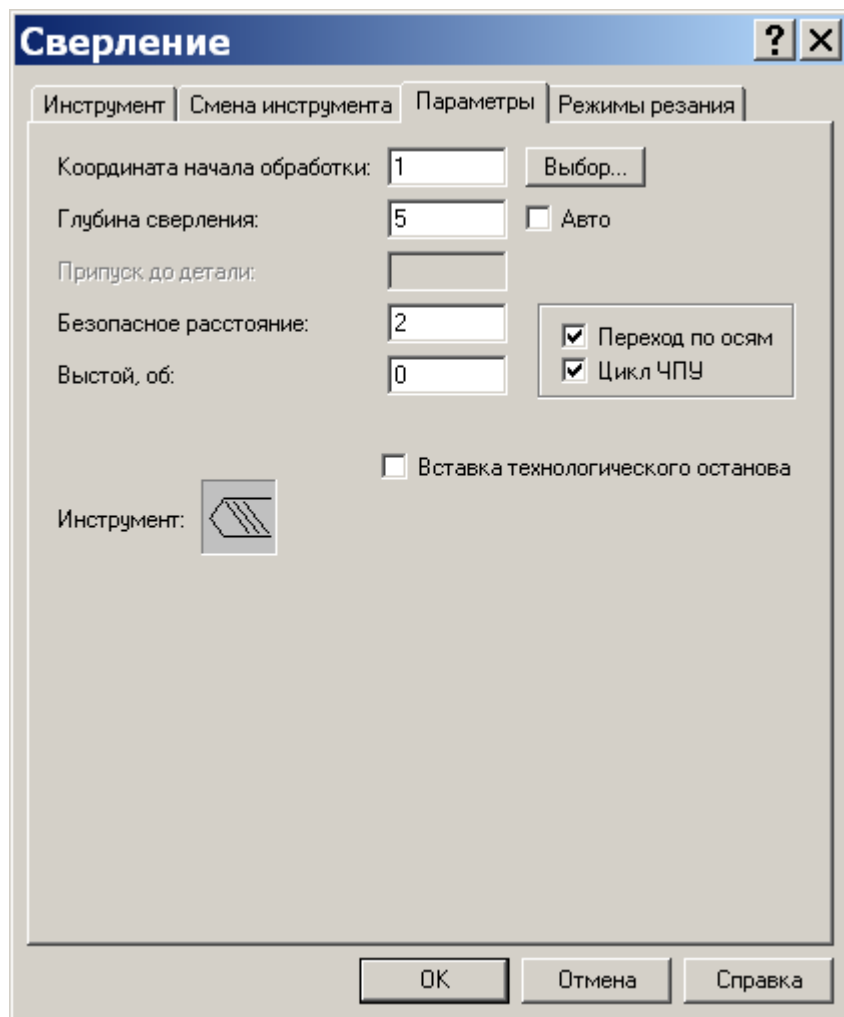 Сверление
Инструмент Смена инструмента Параметры Режимы резания
Координата начала обработки: 1 Выбор...
Глубина сверления: 5 Авто
Припуск до детали:
Безопасное расстояние: 2
Переход по осям
Выстой, об: 0 Цикл ЧПУ
Вставка технологического останова
Инструмент:
OK Отмена Справка